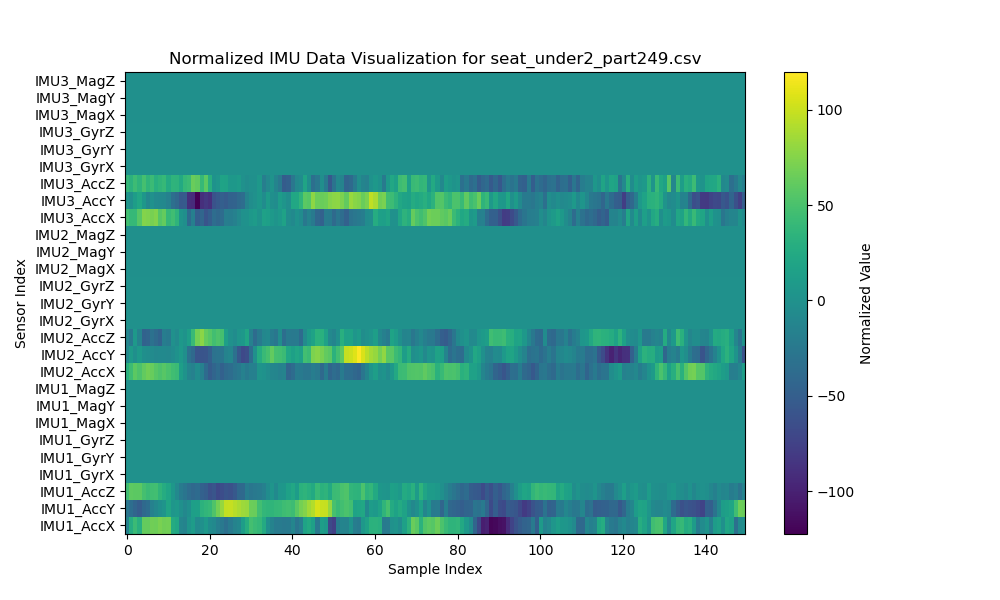 Normalized IMU Data Visualization for seat_under2_part249.csv
IMU3_MagZ
IMU3_MagY
IMU3_MagX
IMU3_GyrZ
IMU3_GyrY
IMU3_GyrX
IMU3_AccZ
IMU3_AccY
IMU3_AccX
IMU2_MagZ
IMU2_MagY
IMU2_MagX
IMU2_GyrZ
IMU2_GyrY
IMU2_GyrX
IMU2_AccZ
IMU2_AccY
IMU2_AccX
IMU1_MagZ
IMU1_MagY
IMU1_MagX
IMU1_GyrZ
IMU1_GyrY
IMU1_GyrX
IMU1_AccZ
IMU1_AccY
IMU1_AccX
Sensor Index
0 20 40 60 80 100 120 140
Sample Index
100
50
0
−50
−100
Normalized Value